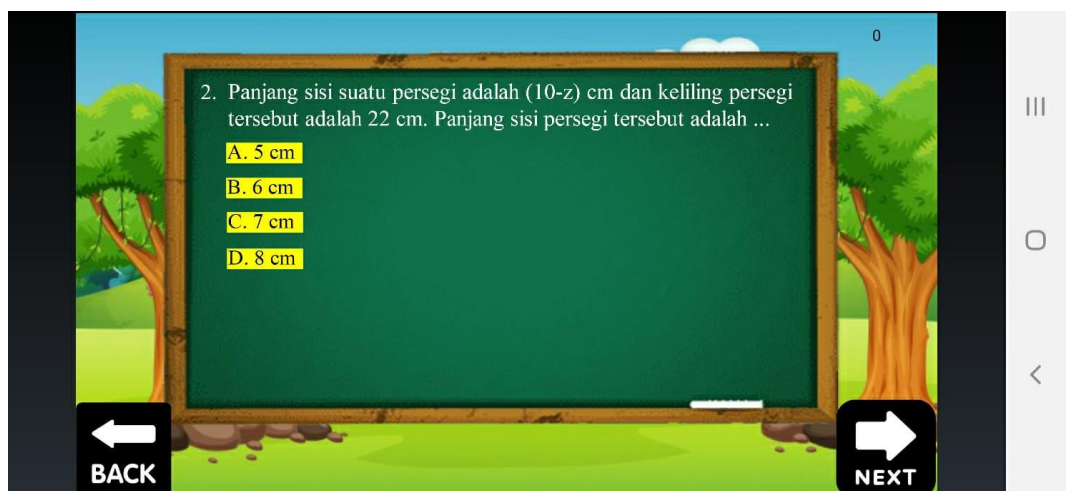 0
2. Panjang sisi suatu persegi adalah (10-z) cm dan keliling persegi
tersebut adalah 22 cm. Panjang sisi persegi tersebut adalah ...
A. 5 cm
B. 6 cm
C. 7 cm
D. 8 cm
BACK
NEXT